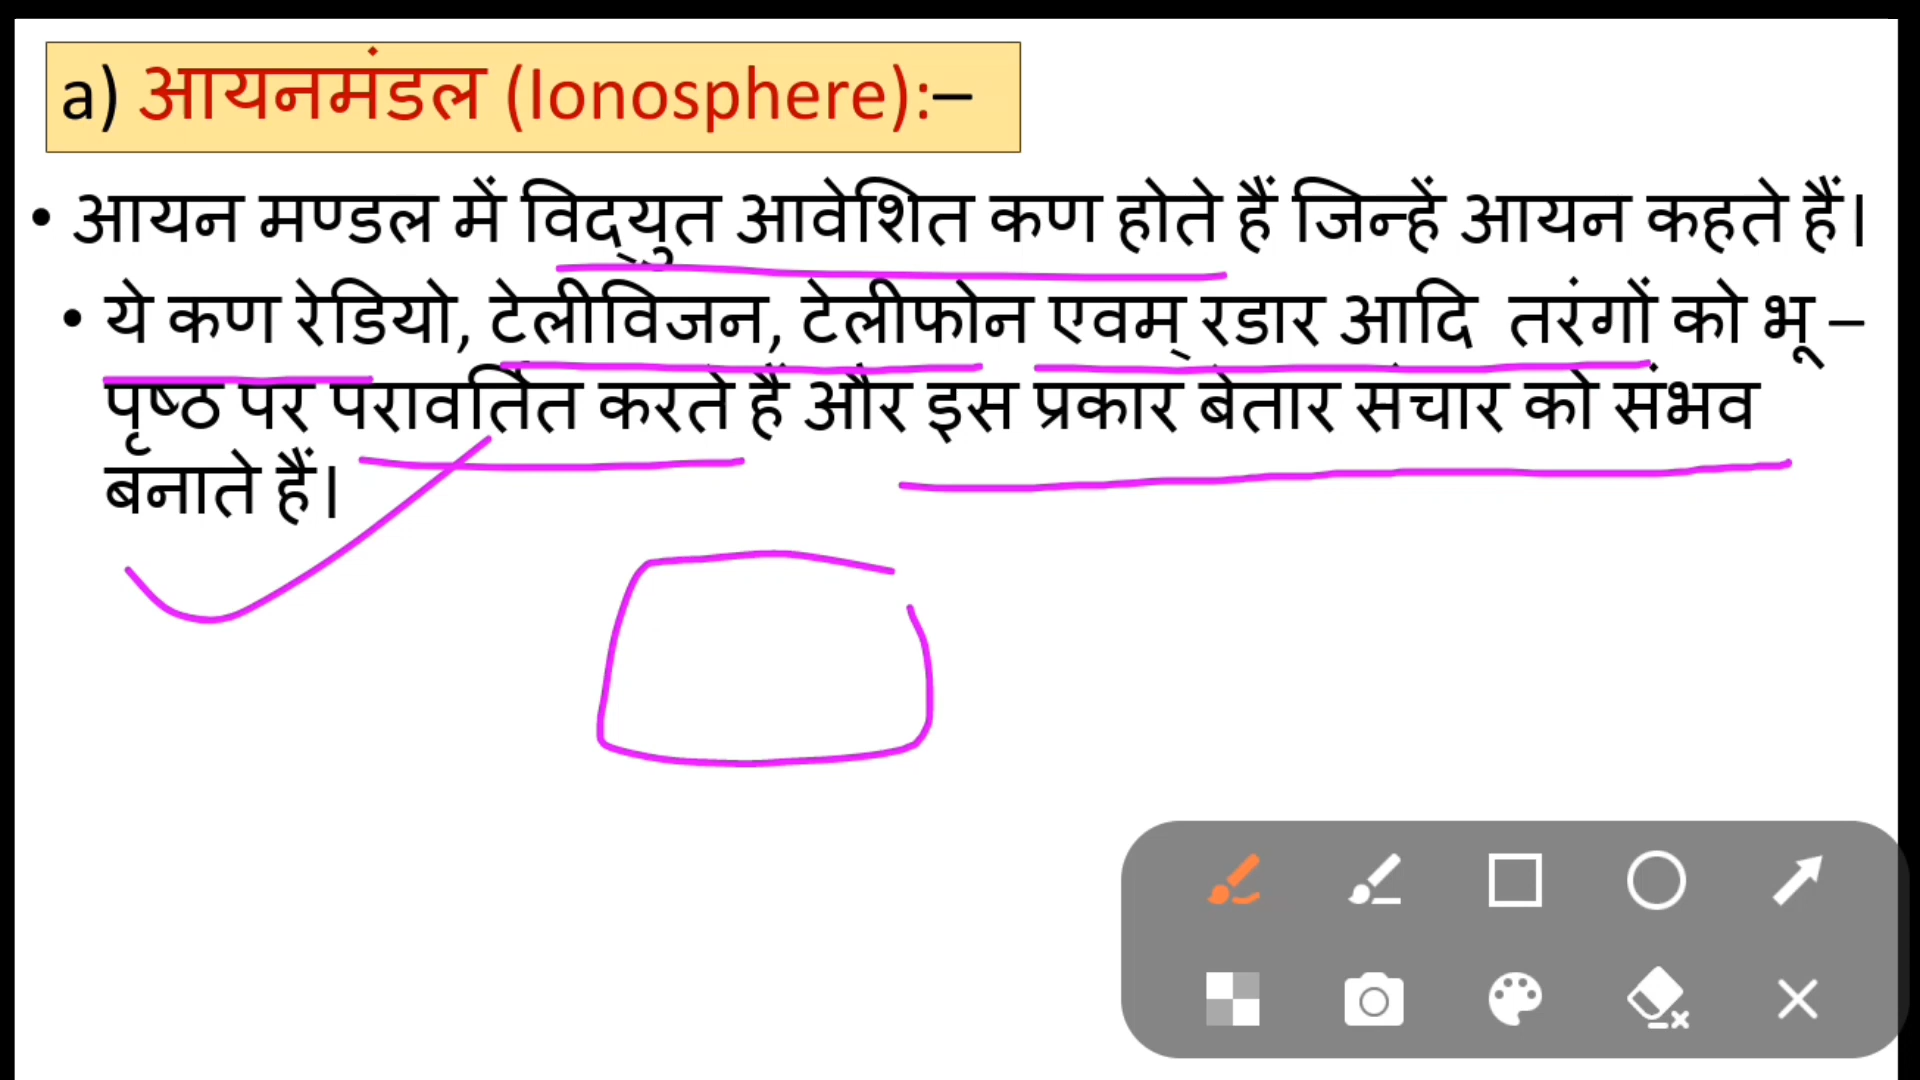 a) आयनमंडल (Ionosphere):–
• आयन मण्डल में विद्युत आवेशित कण होते हैं जिन्हें आयन कहते हैं।
• ये कण रेडियो, टेलीविजन, टेलीफोन एवम् रडार आदि तरंगों को भू –
पृष्ठ पर परावर्तित करते हैं और इस प्रकार बेतार संचार को संभव
बनाते हैं।